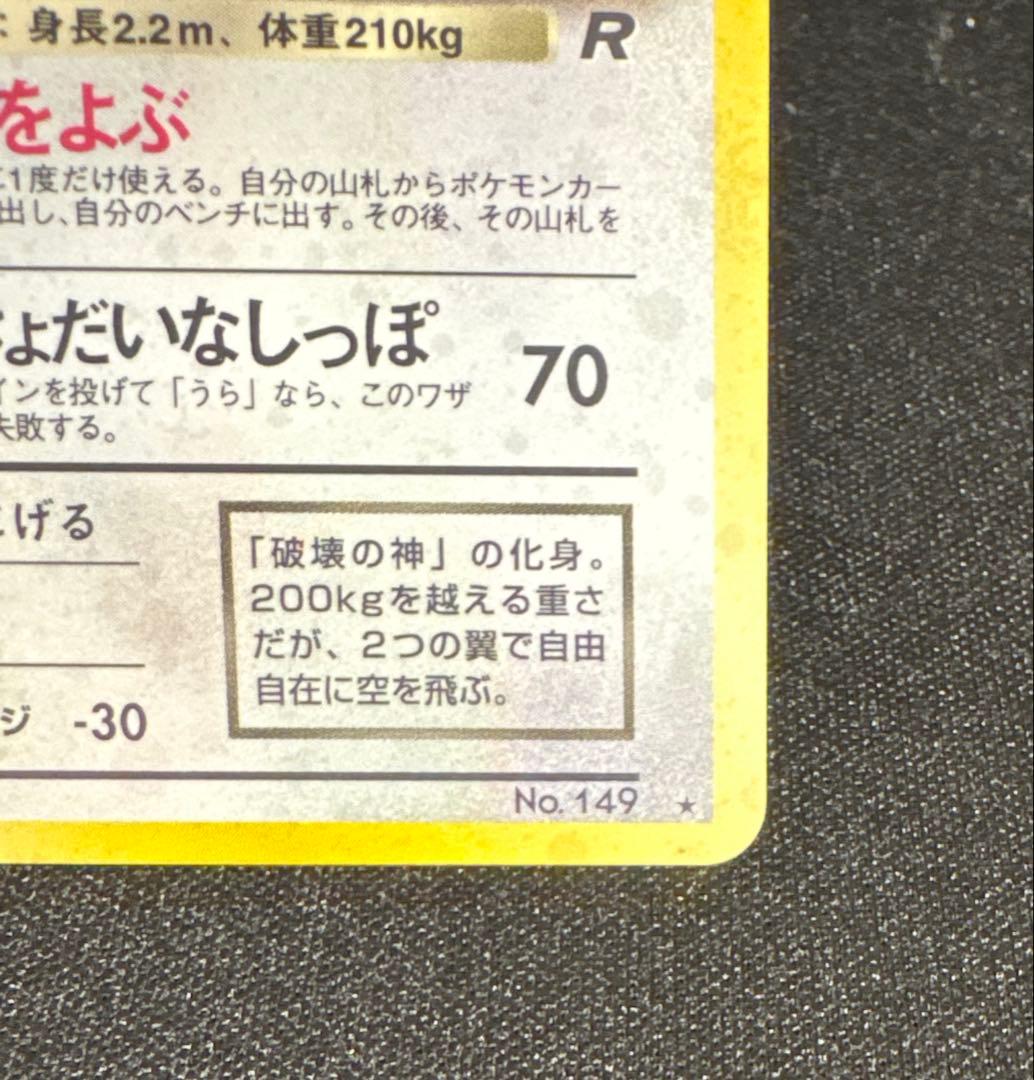 身長2.2m、体重210kg R
をよぶ
1度だけ使える。自分の山札からポケモンカー
出し、自分のベンチに出す。その後、その山札を
ょだいなしっぽ 70
インを投げて「うら」なら、このワザ
失敗する。
げる
「破壊の神」の化身。
200kgを越える重さ
だが、2つの翼で自由
自在に空を飛ぶ。
ジ -30
No. 149 ★